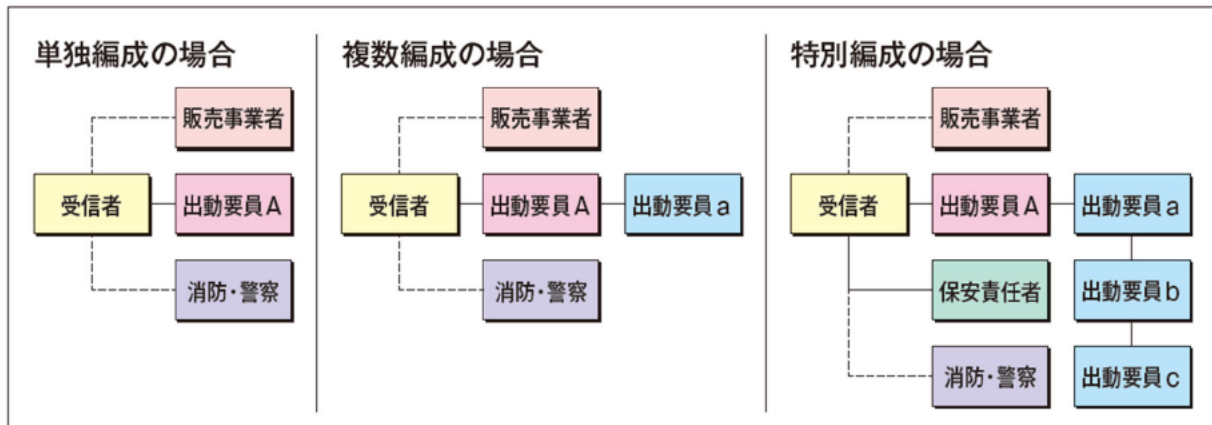 単独編成の場合
販売事業者
受信者
出動要員A
消防・警察
複数編成の場合
販売事業者
受信者
出動要員A
出動要員a
消防・警察
特別編成の場合
販売事業者
受信者
出動要員A
出動要員a
保安責任者
出動要員b
消防・警察
出動要員c